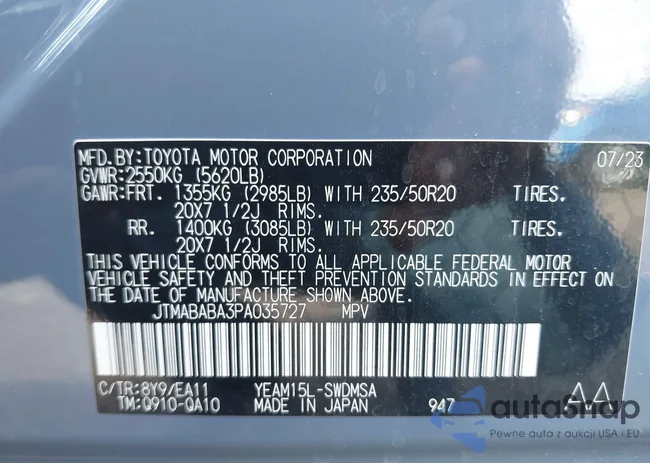 MFD.BY:TOYOTA MOTOR CORPORATION 07/23
GVWR:2550KG (5620LB)
GAWR:FRT. 1355KG (2985LB) WITH 235/50R20 TIRES.
20X7 1/2J RIMS.
RR. 1400KG (3085LB) WITH 235/50R20 TIRES.
20X7 1/2J RIMS.
THIS VEHICLE CONFORMS TO ALL APPLICABLE FEDERAL MOTOR
VEHICLE SAFETY AND THEFT PREVENTION STANDARDS IN EFFECT ON
THE DATE OF MANUFACTURE SHOWN ABOVE.
JTMABABA3PA035727 MPV
C/TR:8Y9/EA11 YEAM15L-SWDMSA AA
TM:Q910-QA10 MADE IN JAPAN 947
autoSnap
Pewne auta z aukcji USA i EU